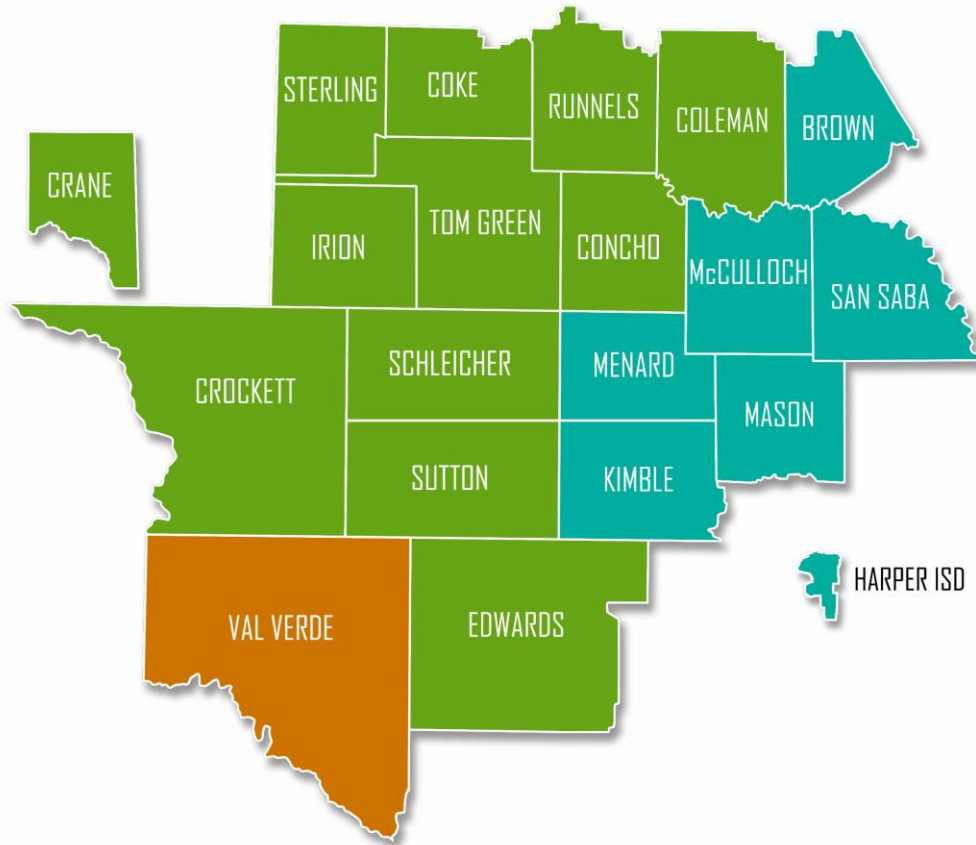 STERLING
COKE
RUNNELS
COLEMAN
BROWN
CRANE
IRION
TOM GREEN
CONCHO
McCULLOCH
SAN SABA
CROCKETT
SCHLEICHER
MENARD
MASON
SUTTON
KIMBLE
HARPER ISD
VAL VERDE
EDWARDS